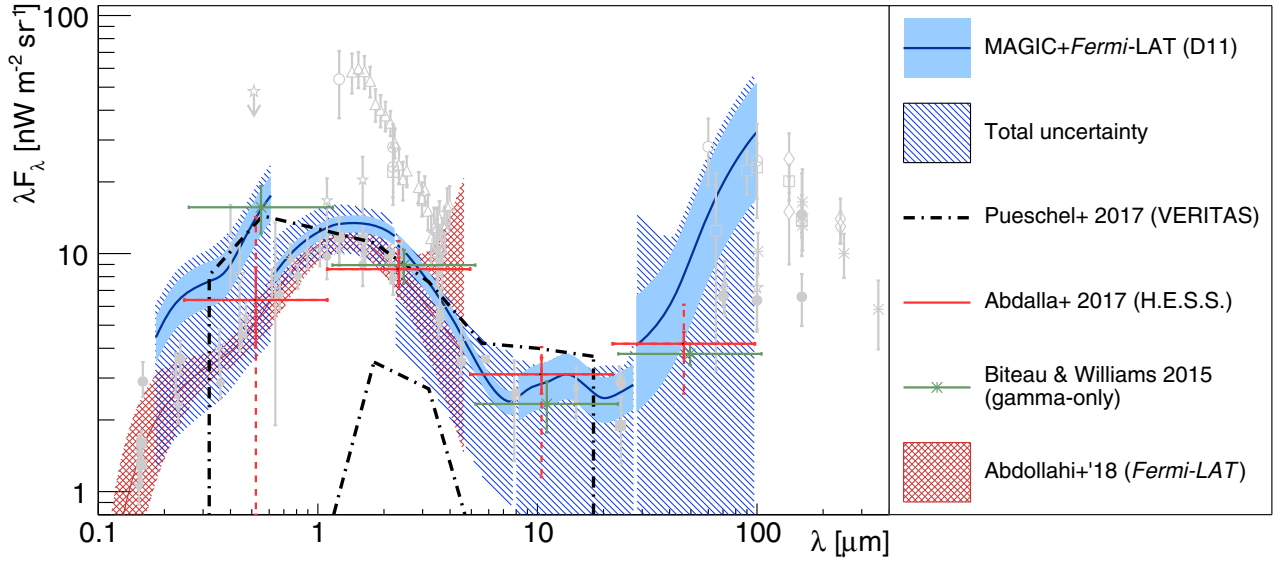 100
10
1
λFλ [nW m-2 sr-1]
0.1
1
10
100
λ [μm]
MAGIC+Fermi-LAT (D11)
Total uncertainty
Pueschel+ 2017 (VERITAS)
Abdalla+ 2017 (H.E.S.S.)
Biteau & Williams 2015
(gamma-only)
Abdollahi+'18 (Fermi-LAT)